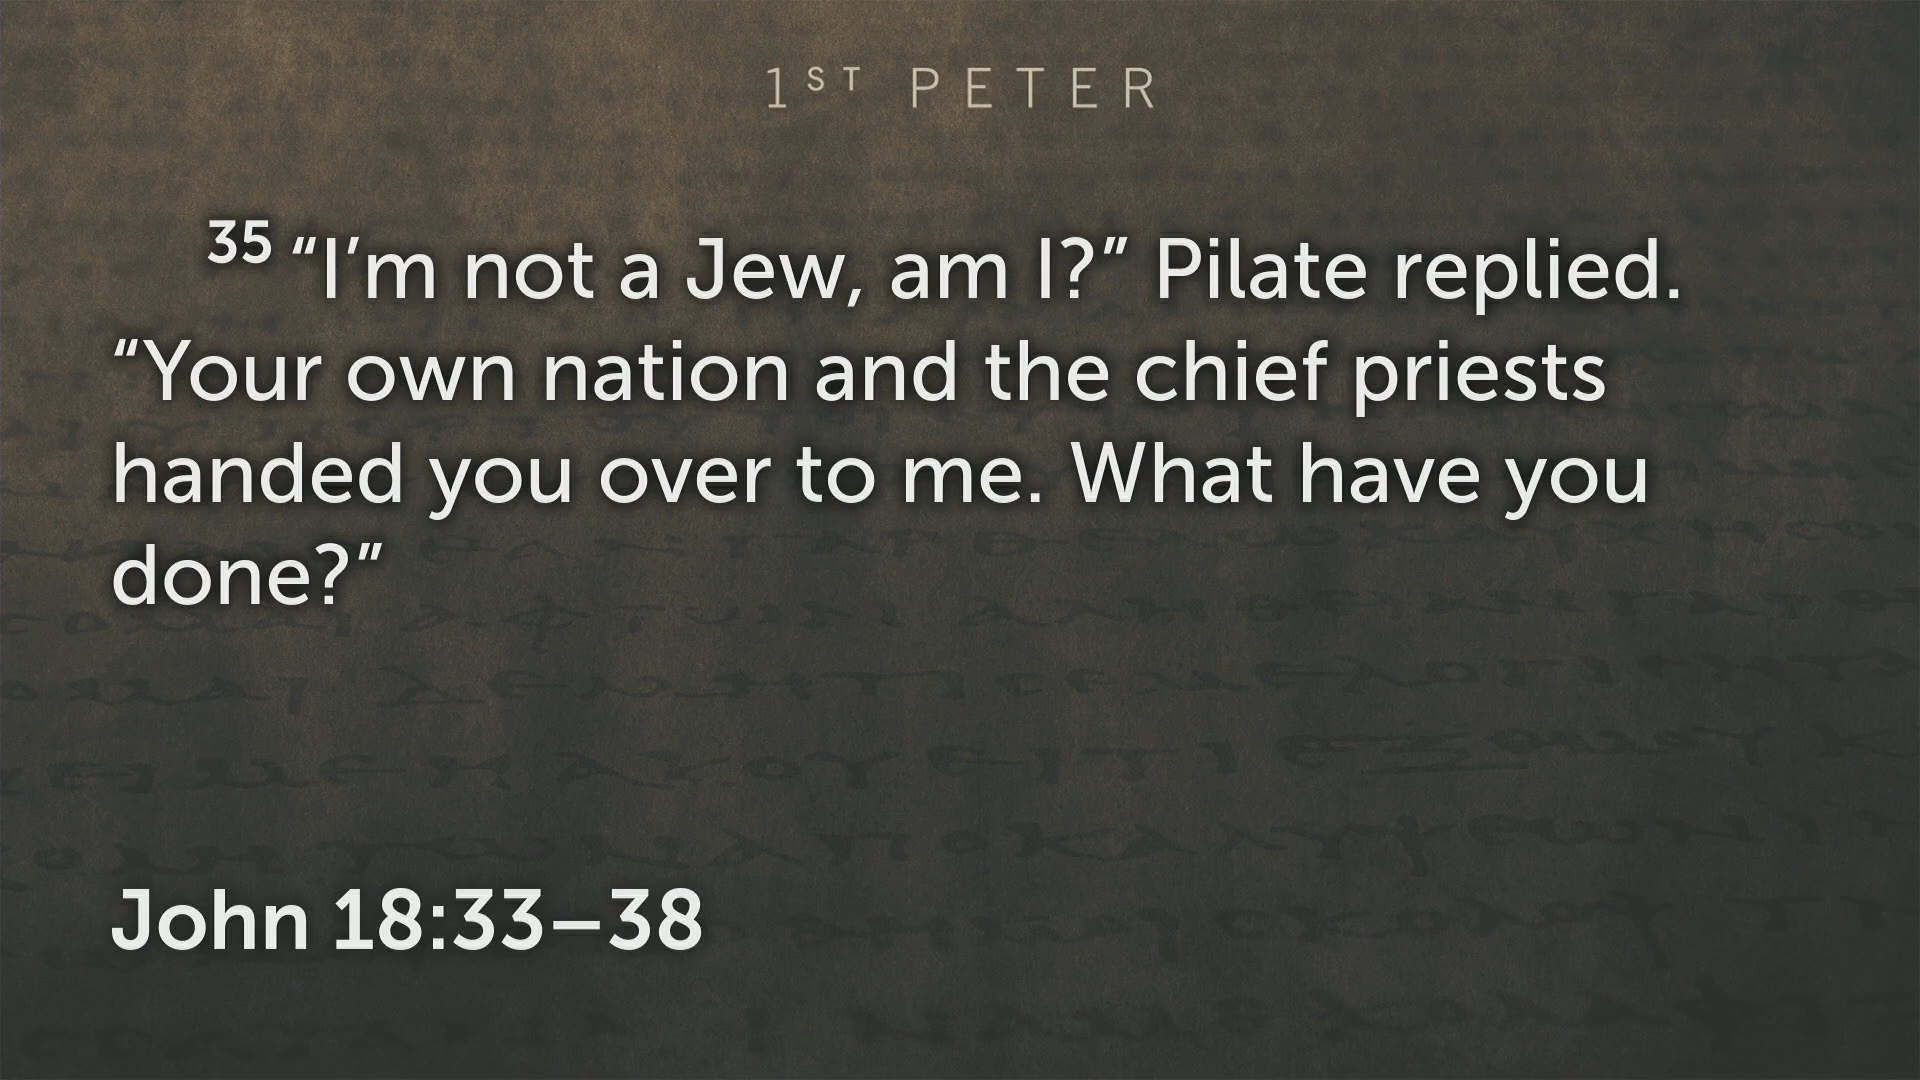 1ST PETER
35 “I’m not a Jew, am I?” Pilate replied.
“Your own nation and the chief priests
handed you over to me. What have you
done?”
John 18:33–38